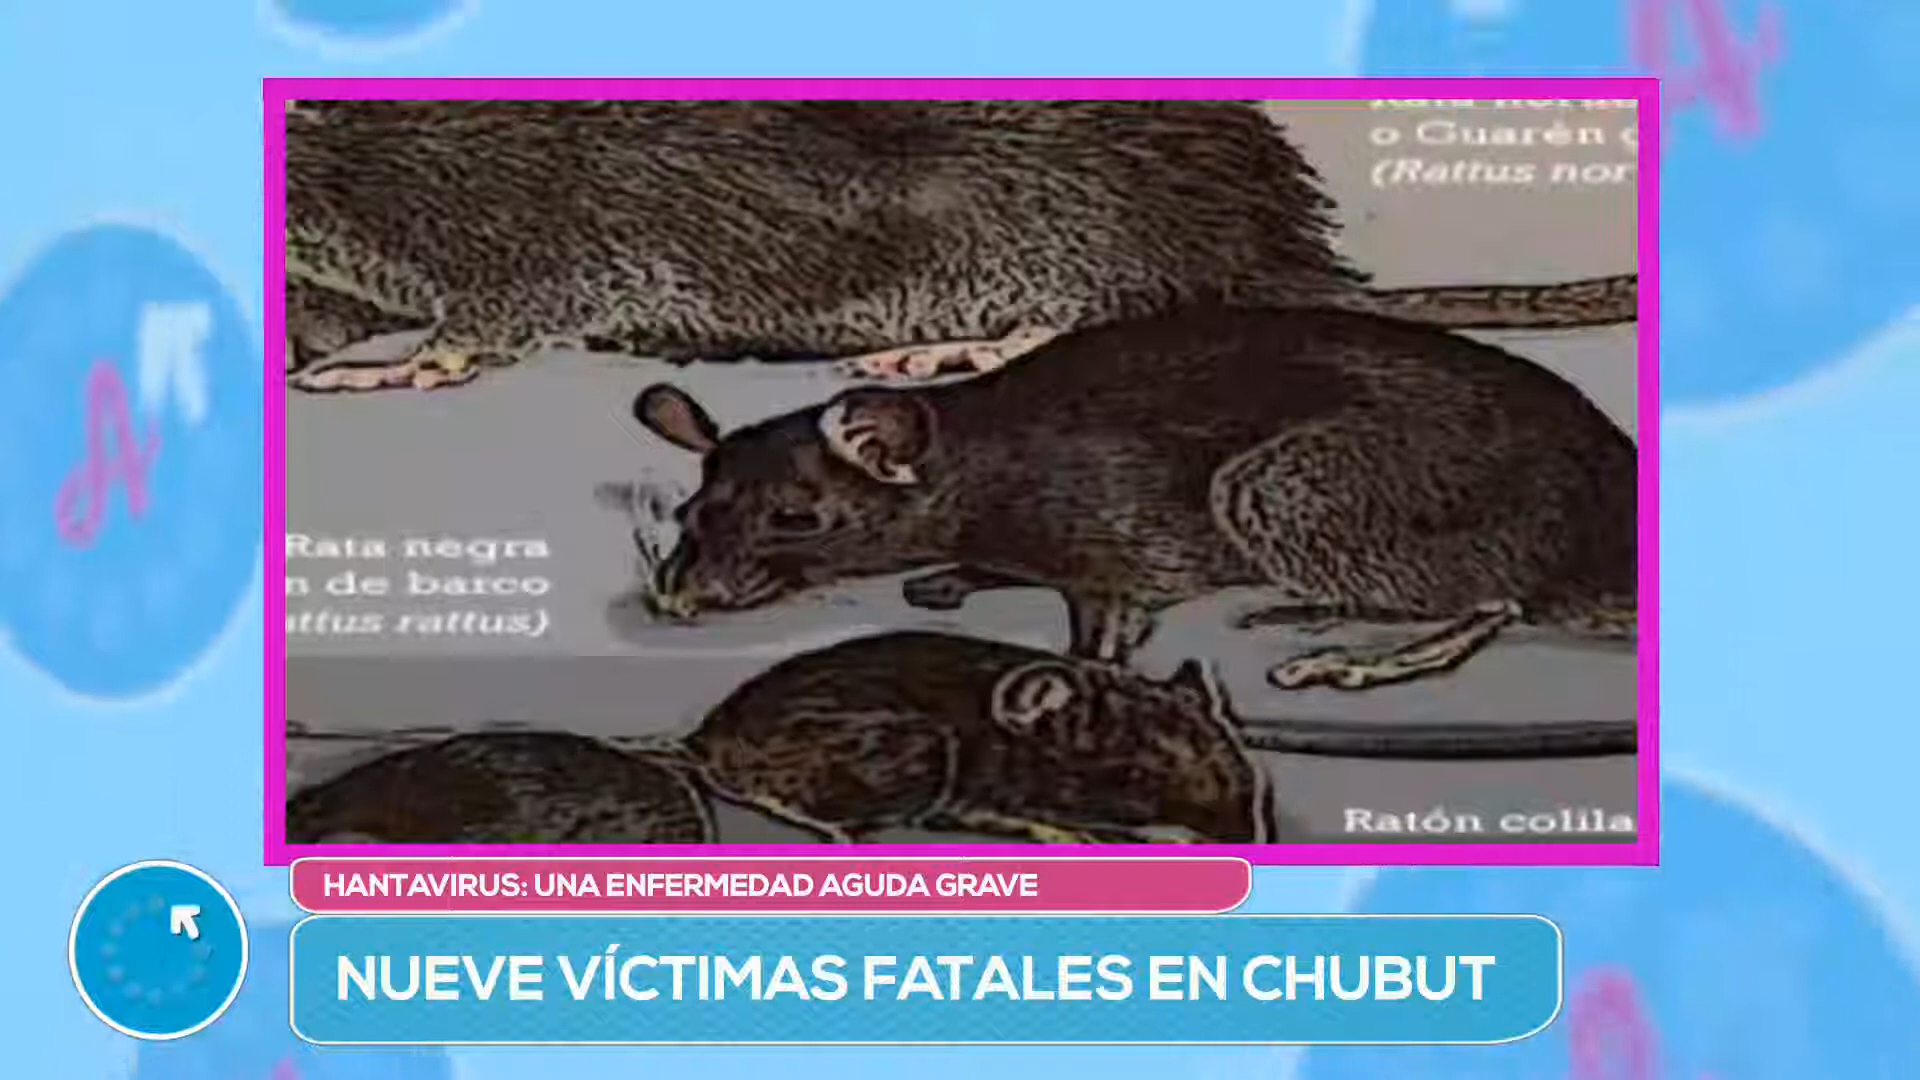 o Guarén
(Rattus nor
Rata negra
n de barco
attus rattus)
Ratón colila
HANTAVIRUS: UNA ENFERMEDAD AGUDA GRAVE
NUEVE VÍCTIMAS FATALES EN CHUBUT